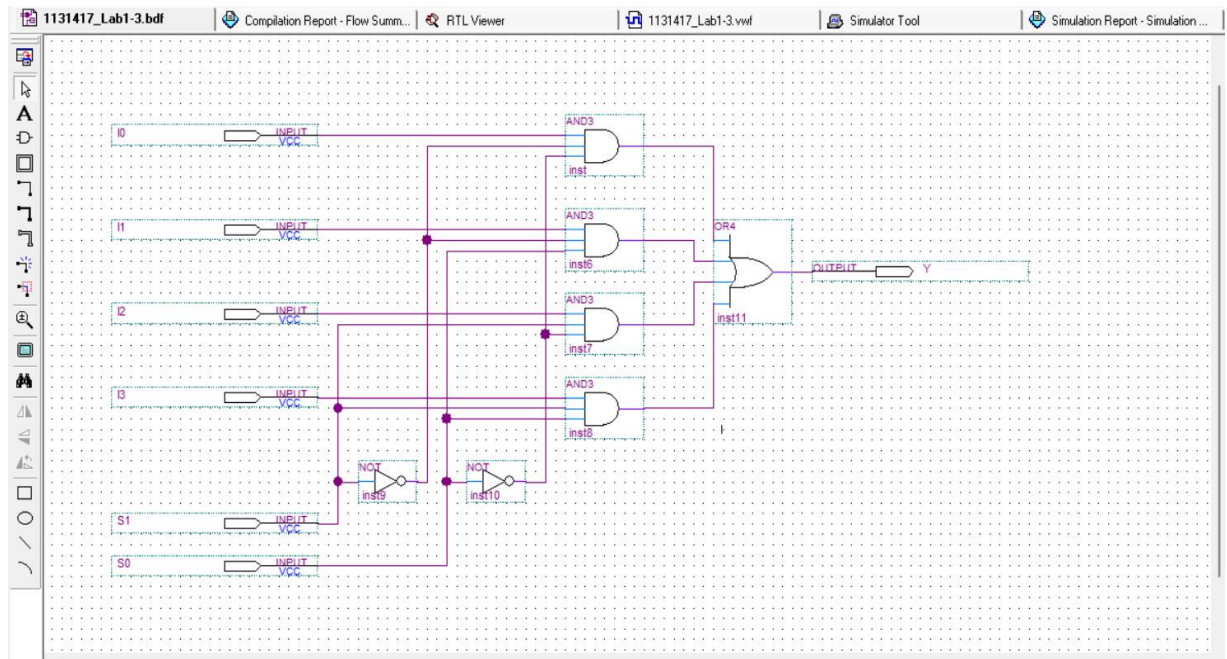 1131417_Lab1-3.bdf
Compilation Report - Flow Summ...
RTL Viewer
1131417_Lab1-3.vwf
Simulator Tool
Simulation Report - Simulation ...
A
I0
INPUT
VCC
AND3
inst
I1
INPUT
VCC
AND3
inst6
OR4
inst11
OUTPUT
Y
I2
INPUT
VCC
AND3
inst7
I3
INPUT
VCC
AND3
inst8
NOT
inst9
NOT
inst10
S1
INPUT
VCC
S0
INPUT
VCC